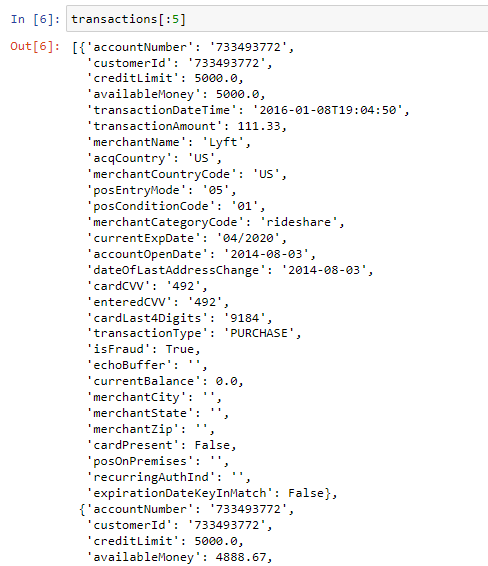 In [6]: transactions[:5]
Out[6]: [{'accountNumber': '733493772',
'customerId': '733493772',
'creditLimit': 5000.0,
'availableMoney': 5000.0,
'transactionDateTime': '2016-01-08T19:04:50',
'transactionAmount': 111.33,
'merchantName': 'Lyft',
'acqCountry': 'US',
'merchantCountryCode': 'US',
'posEntryMode': '05',
'posConditionCode': '01',
'merchantCategoryCode': 'rideshare',
'currentExpDate': '04/2020',
'accountOpenDate': '2014-08-03',
'dateOfLastAddressChange': '2014-08-03',
'cardCVV': '492',
'enteredCVV': '492',
'cardLast4Digits': '9184',
'transactionType': 'PURCHASE',
'isFraud': True,
'echoBuffer': '',
'currentBalance': 0.0,
'merchantCity': '',
'merchantState': '',
'merchantZip': '',
'cardPresent': False,
'posOnPremises': '',
'recurringAuthInd': '',
'expirationDateKeyInMatch': False},
{'accountNumber': '733493772',
'customerId': '733493772',
'creditLimit': 5000.0,
'availableMoney': 4888.67,